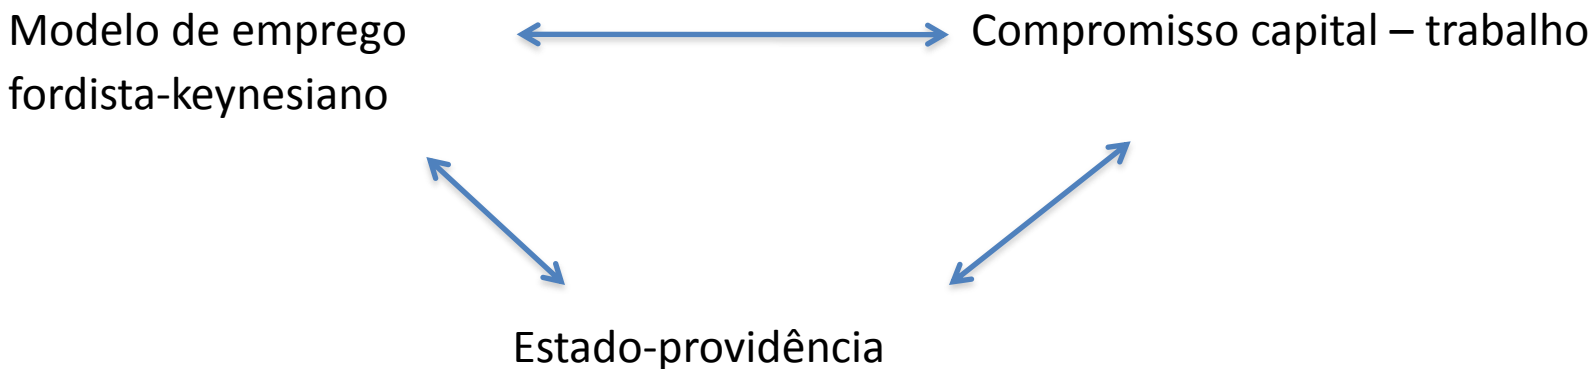 Modelo de emprego
fordista-keynesiano
Compromisso capital – trabalho
Estado-providência